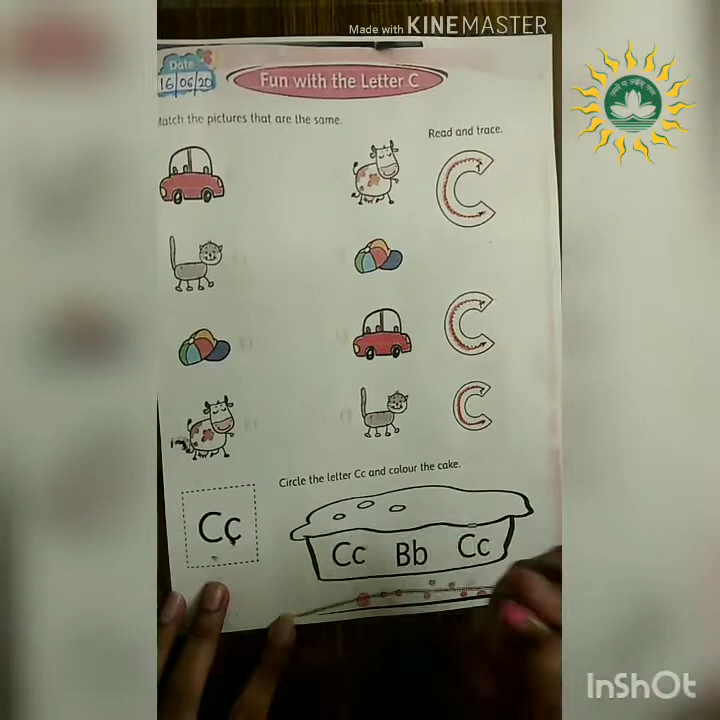 Made with KINEMASTER
Date
16/06/20
Fun with the Letter C
Match the pictures that are the same.
Read and trace.
C
C
C
Circle the letter Cc and colour the cake.
Cc
Cc Bb Cc
InShOt